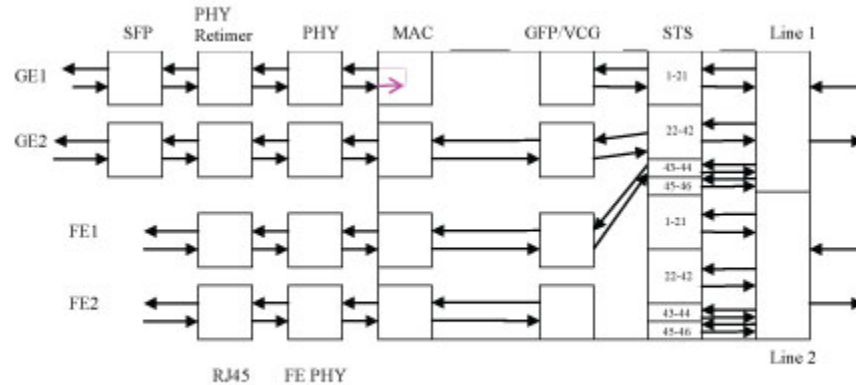 SFP PHY Retimer PHY MAC GFP/VCG STS Line 1
GE1 1-21
GE2 22-42
43-44
45-46
FE1 1-21
22-42
FE2 43-44
45-46
RJ45 FE PHY Line 2